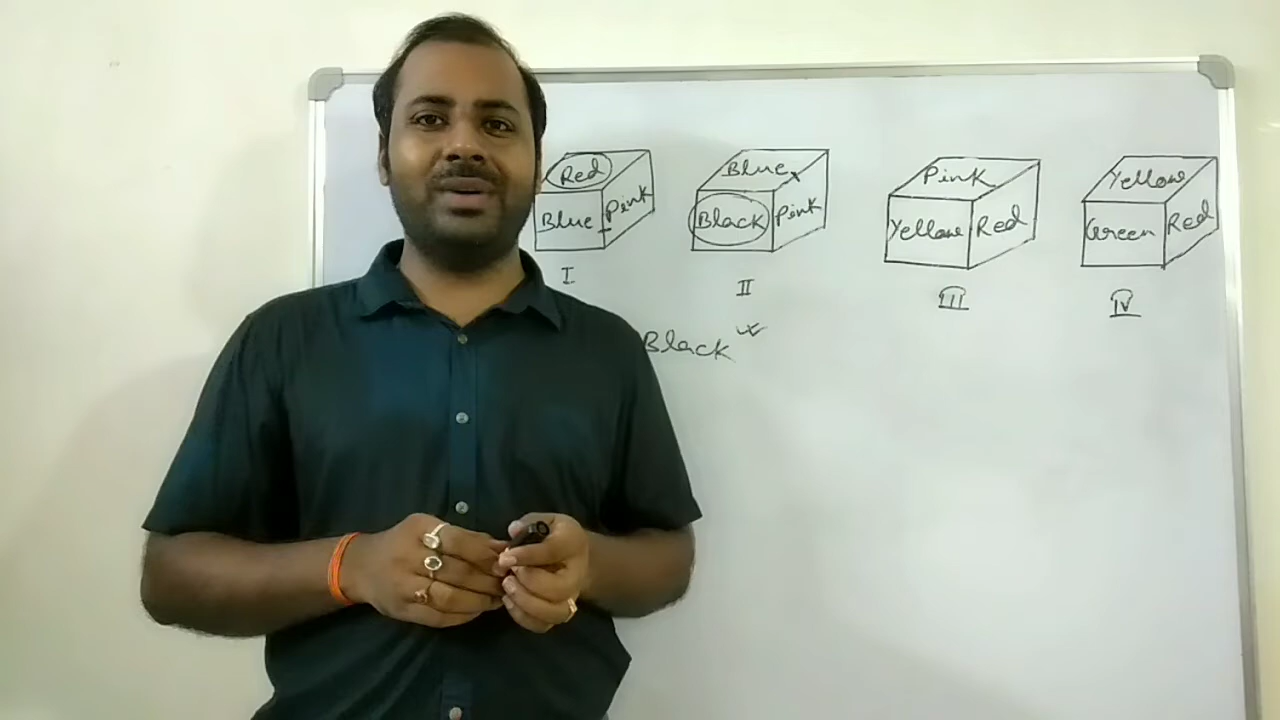 Red
Blue Pink
I
Blue
Black Pink
II
Pink
Yellow Red
III
Yellow
Green Red
IV
Black